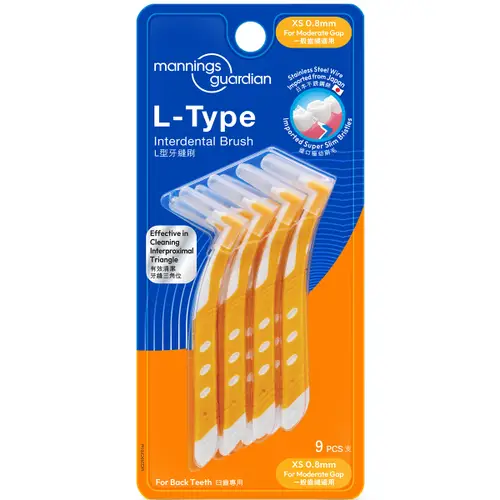 XS 0.8mm
For Moderate Gap
一般齒縫適用
mannings
guardian
Stainless Steel Wire
Imported from Japan
日本不銹鋼線
L-Type
Interdental Brush
L型牙縫刷
Imported Super Slim Bristles
Effective in
Cleaning
Interproximal
Triangle
有效清潔
牙縫三角位
9 PCS 支
XS 0.8mm
For Moderate Gap
一般齒縫適用
For Back Teeth 臼齒專用